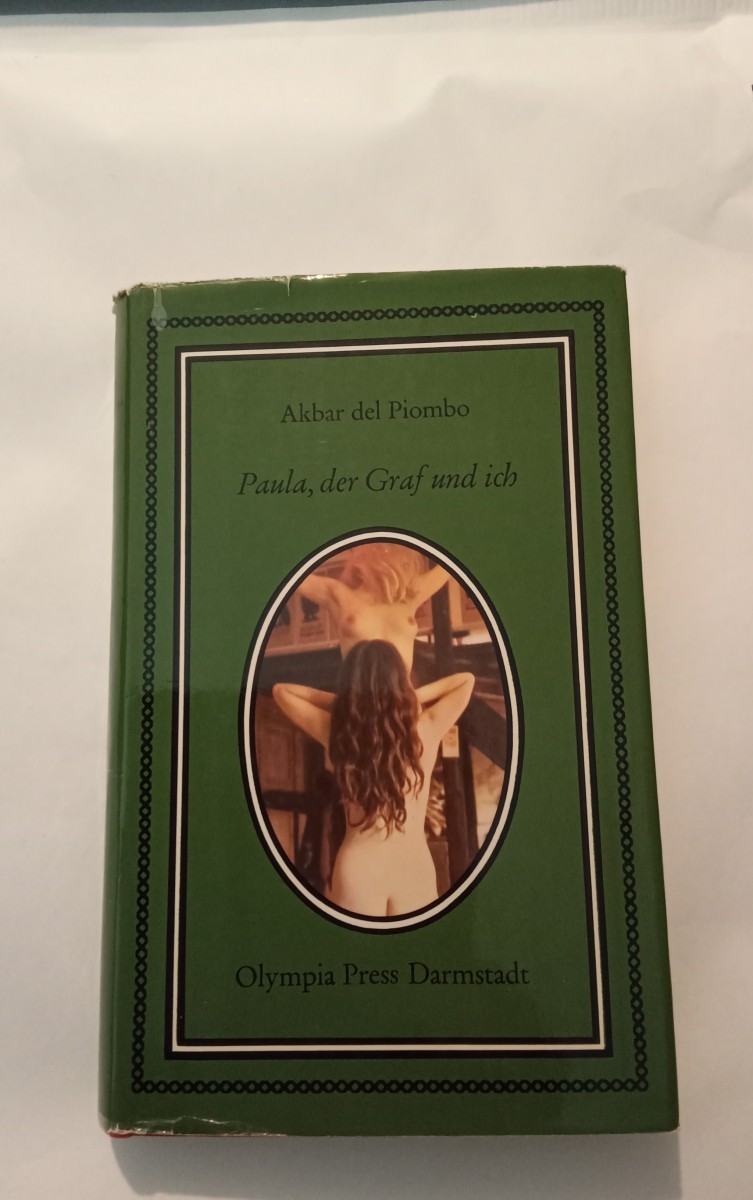 Akbar del Piombo
Paula, der Graf und ich
Olympia Press Darmstadt